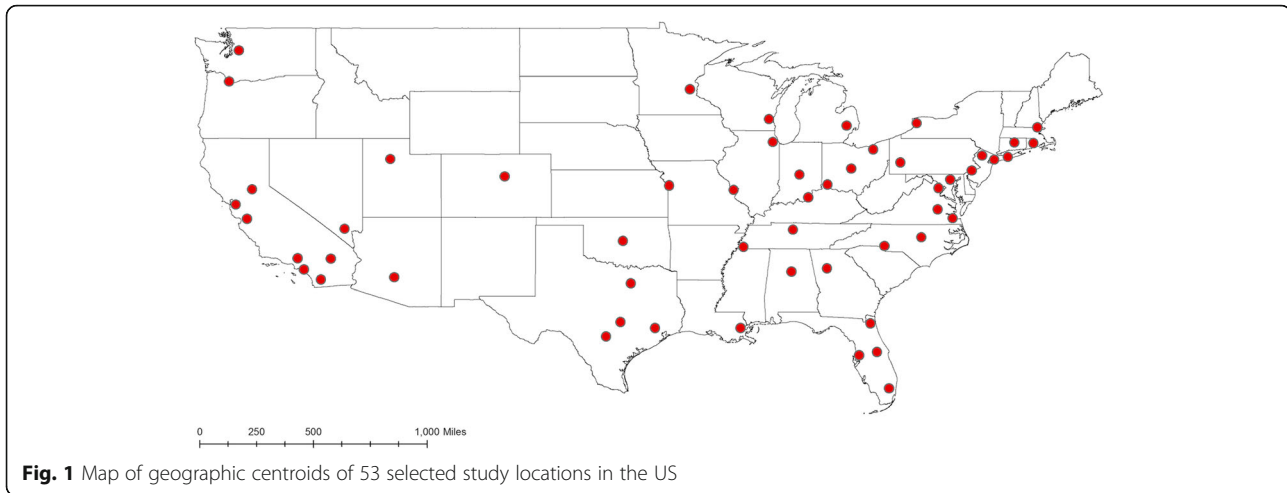 0 250 500 1,000 Miles
Fig. 1 Map of geographic centroids of 53 selected study locations in the US